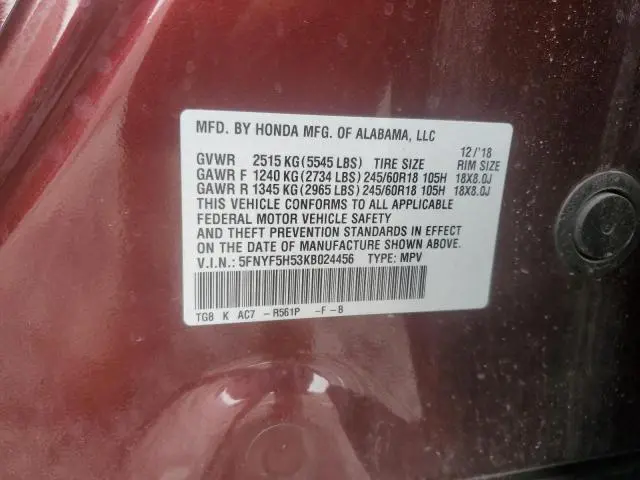 MFD. BY HONDA MFG. OF ALABAMA, LLC
12/'18
GVWR 2515 KG (5545 LBS) TIRE SIZE RIM SIZE
GAWR F 1240 KG (2734 LBS) 245/60R18 105H 18X8.0J
GAWR R 1345 KG (2965 LBS) 245/60R18 105H 18X8.0J
THIS VEHICLE CONFORMS TO ALL APPLICABLE
FEDERAL MOTOR VEHICLE SAFETY
AND THEFT PREVENTION STANDARDS IN EFFECT
ON THE DATE OF MANUFACTURE SHOWN ABOVE.
V.I.N.: 5FNYF5H53KB024456 TYPE: MPV
TG8 K AC7 -R561P -F-B